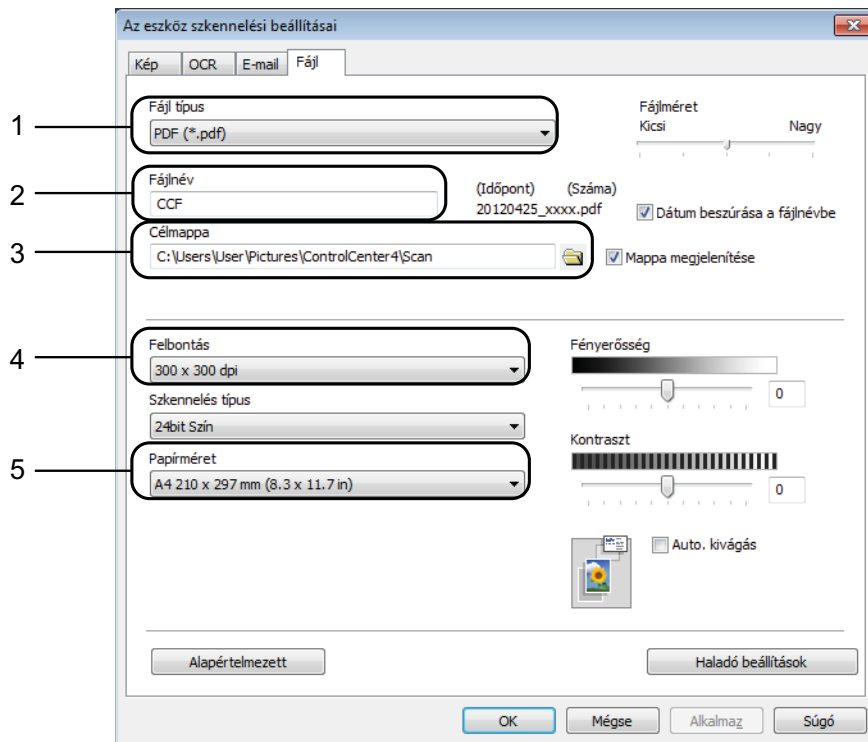 Az eszköz szkennelési beállításai
Kép OCR E-mail Fájl
1
Fájl típus
PDF (*.pdf)
Fájlméret
Kicsi Nagy
2
Fájlnév
CCF
(Időpont) (Száma)
20120425_xxxx.pdf
Dátum beszúrása a fájlnévbe
3
Célmappa
C:\Users\User\Pictures\ControlCenter4\Scan
Mappa megjelenítése
4
Felbontás
300 x 300 dpi
Fényerősség
0
Szkennelés típus
24bit Szín
Kontraszt
0
5
Papírméret
A4 210 x 297 mm (8.3 x 11.7 in)
Auto. kivágás
Alapértelmezett
Haladó beállítások
OK Mégse Alkalmaz Súgó